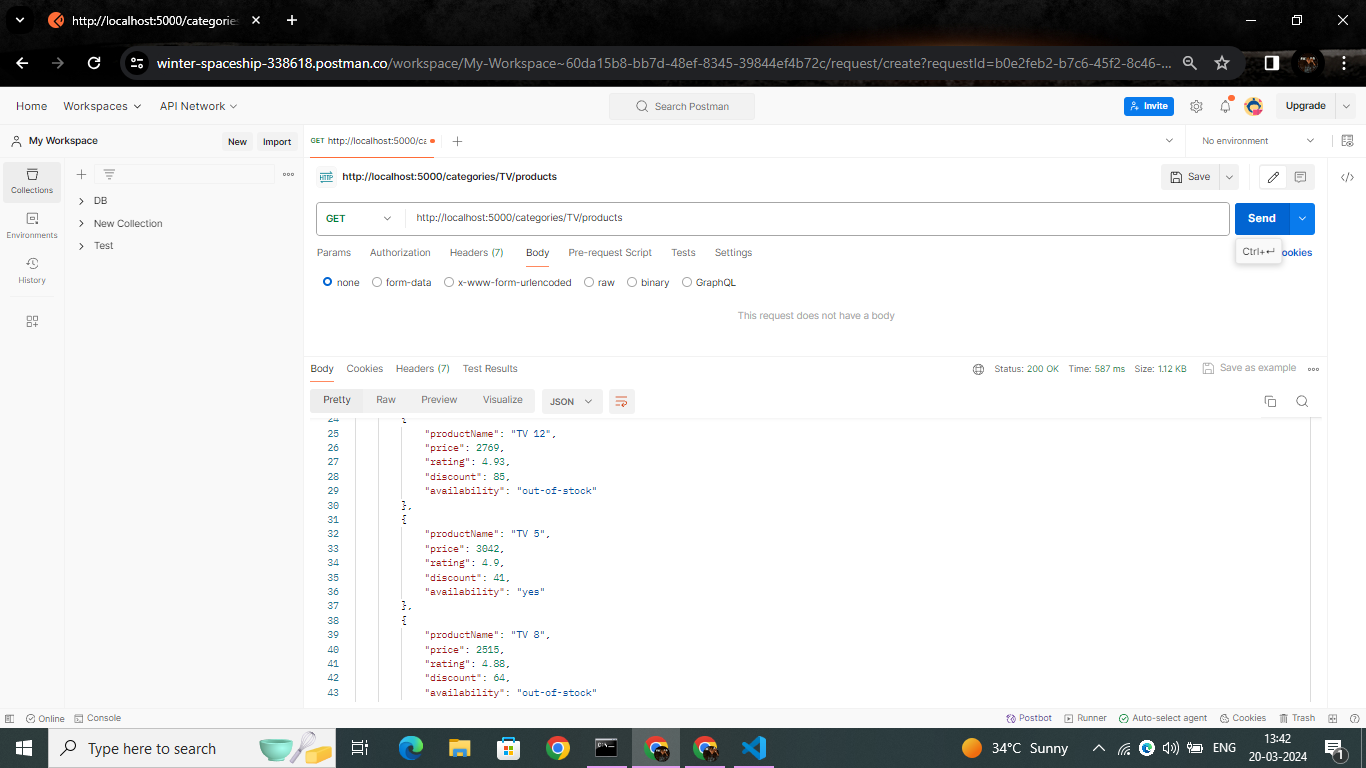 http://localhost:5000/categorie
winter-spaceship-338618.postman.co/workspace/My-Workspace~60da15b8-bb7d-48ef-8345-39844ef4b72c/request/create?requestId=b0e2feb2-b7c6-45f2-8c46-...
Home Workspaces API Network Search Postman Invite Upgrade
My Workspace New Import GET http://localhost:5000/ca No environment
Collections
Environments
History
DB
New Collection
Test
HTTP http://localhost:5000/categories/TV/products Save
GET http://localhost:5000/categories/TV/products Send
Params Authorization Headers (7) Body Pre-request Script Tests Settings Ctrl+↵ ookies
none form-data x-www-form-urlencoded raw binary GraphQL
This request does not have a body
Body Cookies Headers (7) Test Results Status: 200 OK Time: 587 ms Size: 1.12 KB Save as example
Pretty Raw Preview Visualize JSON
24 {
25 "productName": "TV 12",
26 "price": 2769,
27 "rating": 4.93,
28 "discount": 85,
29 "availability": "out-of-stock"
30 },
31 {
32 "productName": "TV 5",
33 "price": 3042,
34 "rating": 4.9,
35 "discount": 41,
36 "availability": "yes"
37 },
38 {
39 "productName": "TV 8",
40 "price": 2515,
41 "rating": 4.88,
42 "discount": 64,
43 "availability": "out-of-stock"
Online Console Postbot Runner Auto-select agent Cookies Trash
Type here to search 34°C Sunny ENG 13:42
20-03-2024 1